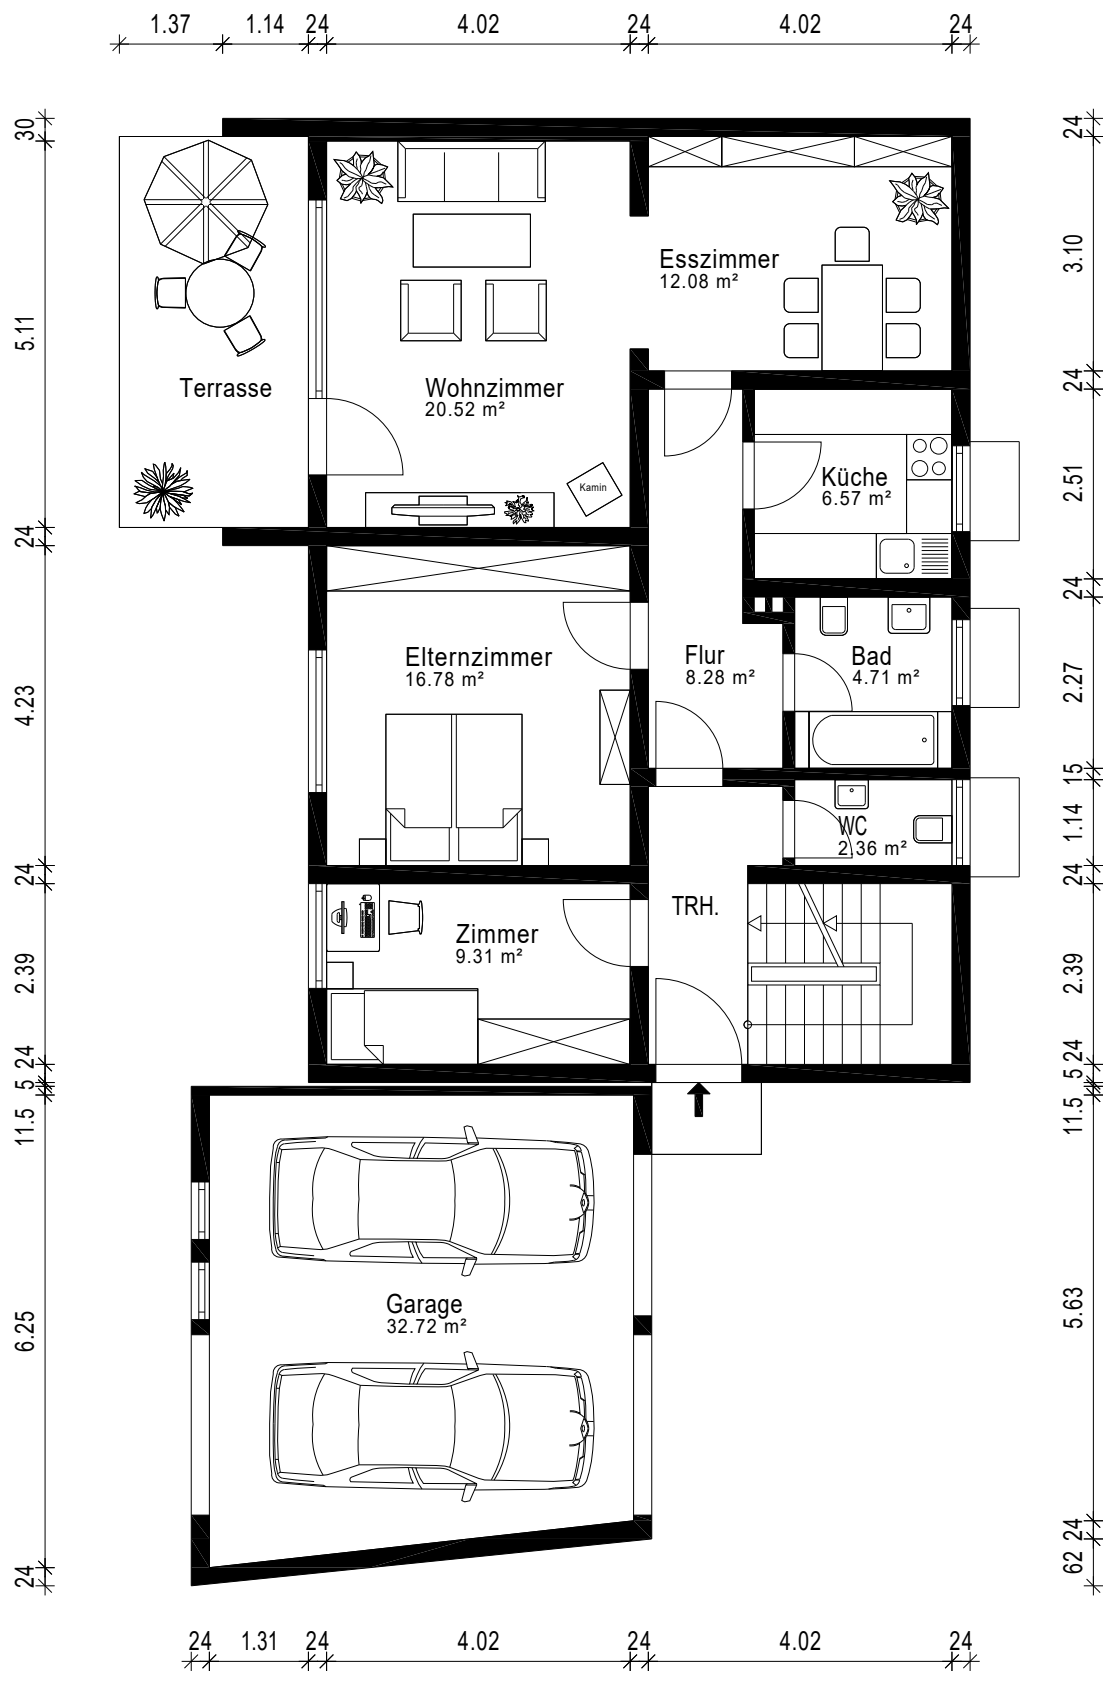 1.37 1.14 24 4.02 24 4.02 24
30
5.11
24
4.23
24
2.39
24
5
11.5
6.25
24
24
3.10
24
2.51
24
2.27
15
1.14
24
2.39
24
5
11.5
5.63
24
62
Esszimmer
12.08 m²
Terrasse
Wohnzimmer
20.52 m²
Kamin
Küche
6.57 m²
Elternzimmer
16.78 m²
Flur
8.28 m²
Bad
4.71 m²
WC
2.36 m²
TRH.
Zimmer
9.31 m²
Garage
32.72 m²
24 1.31 24 4.02 24 4.02 24